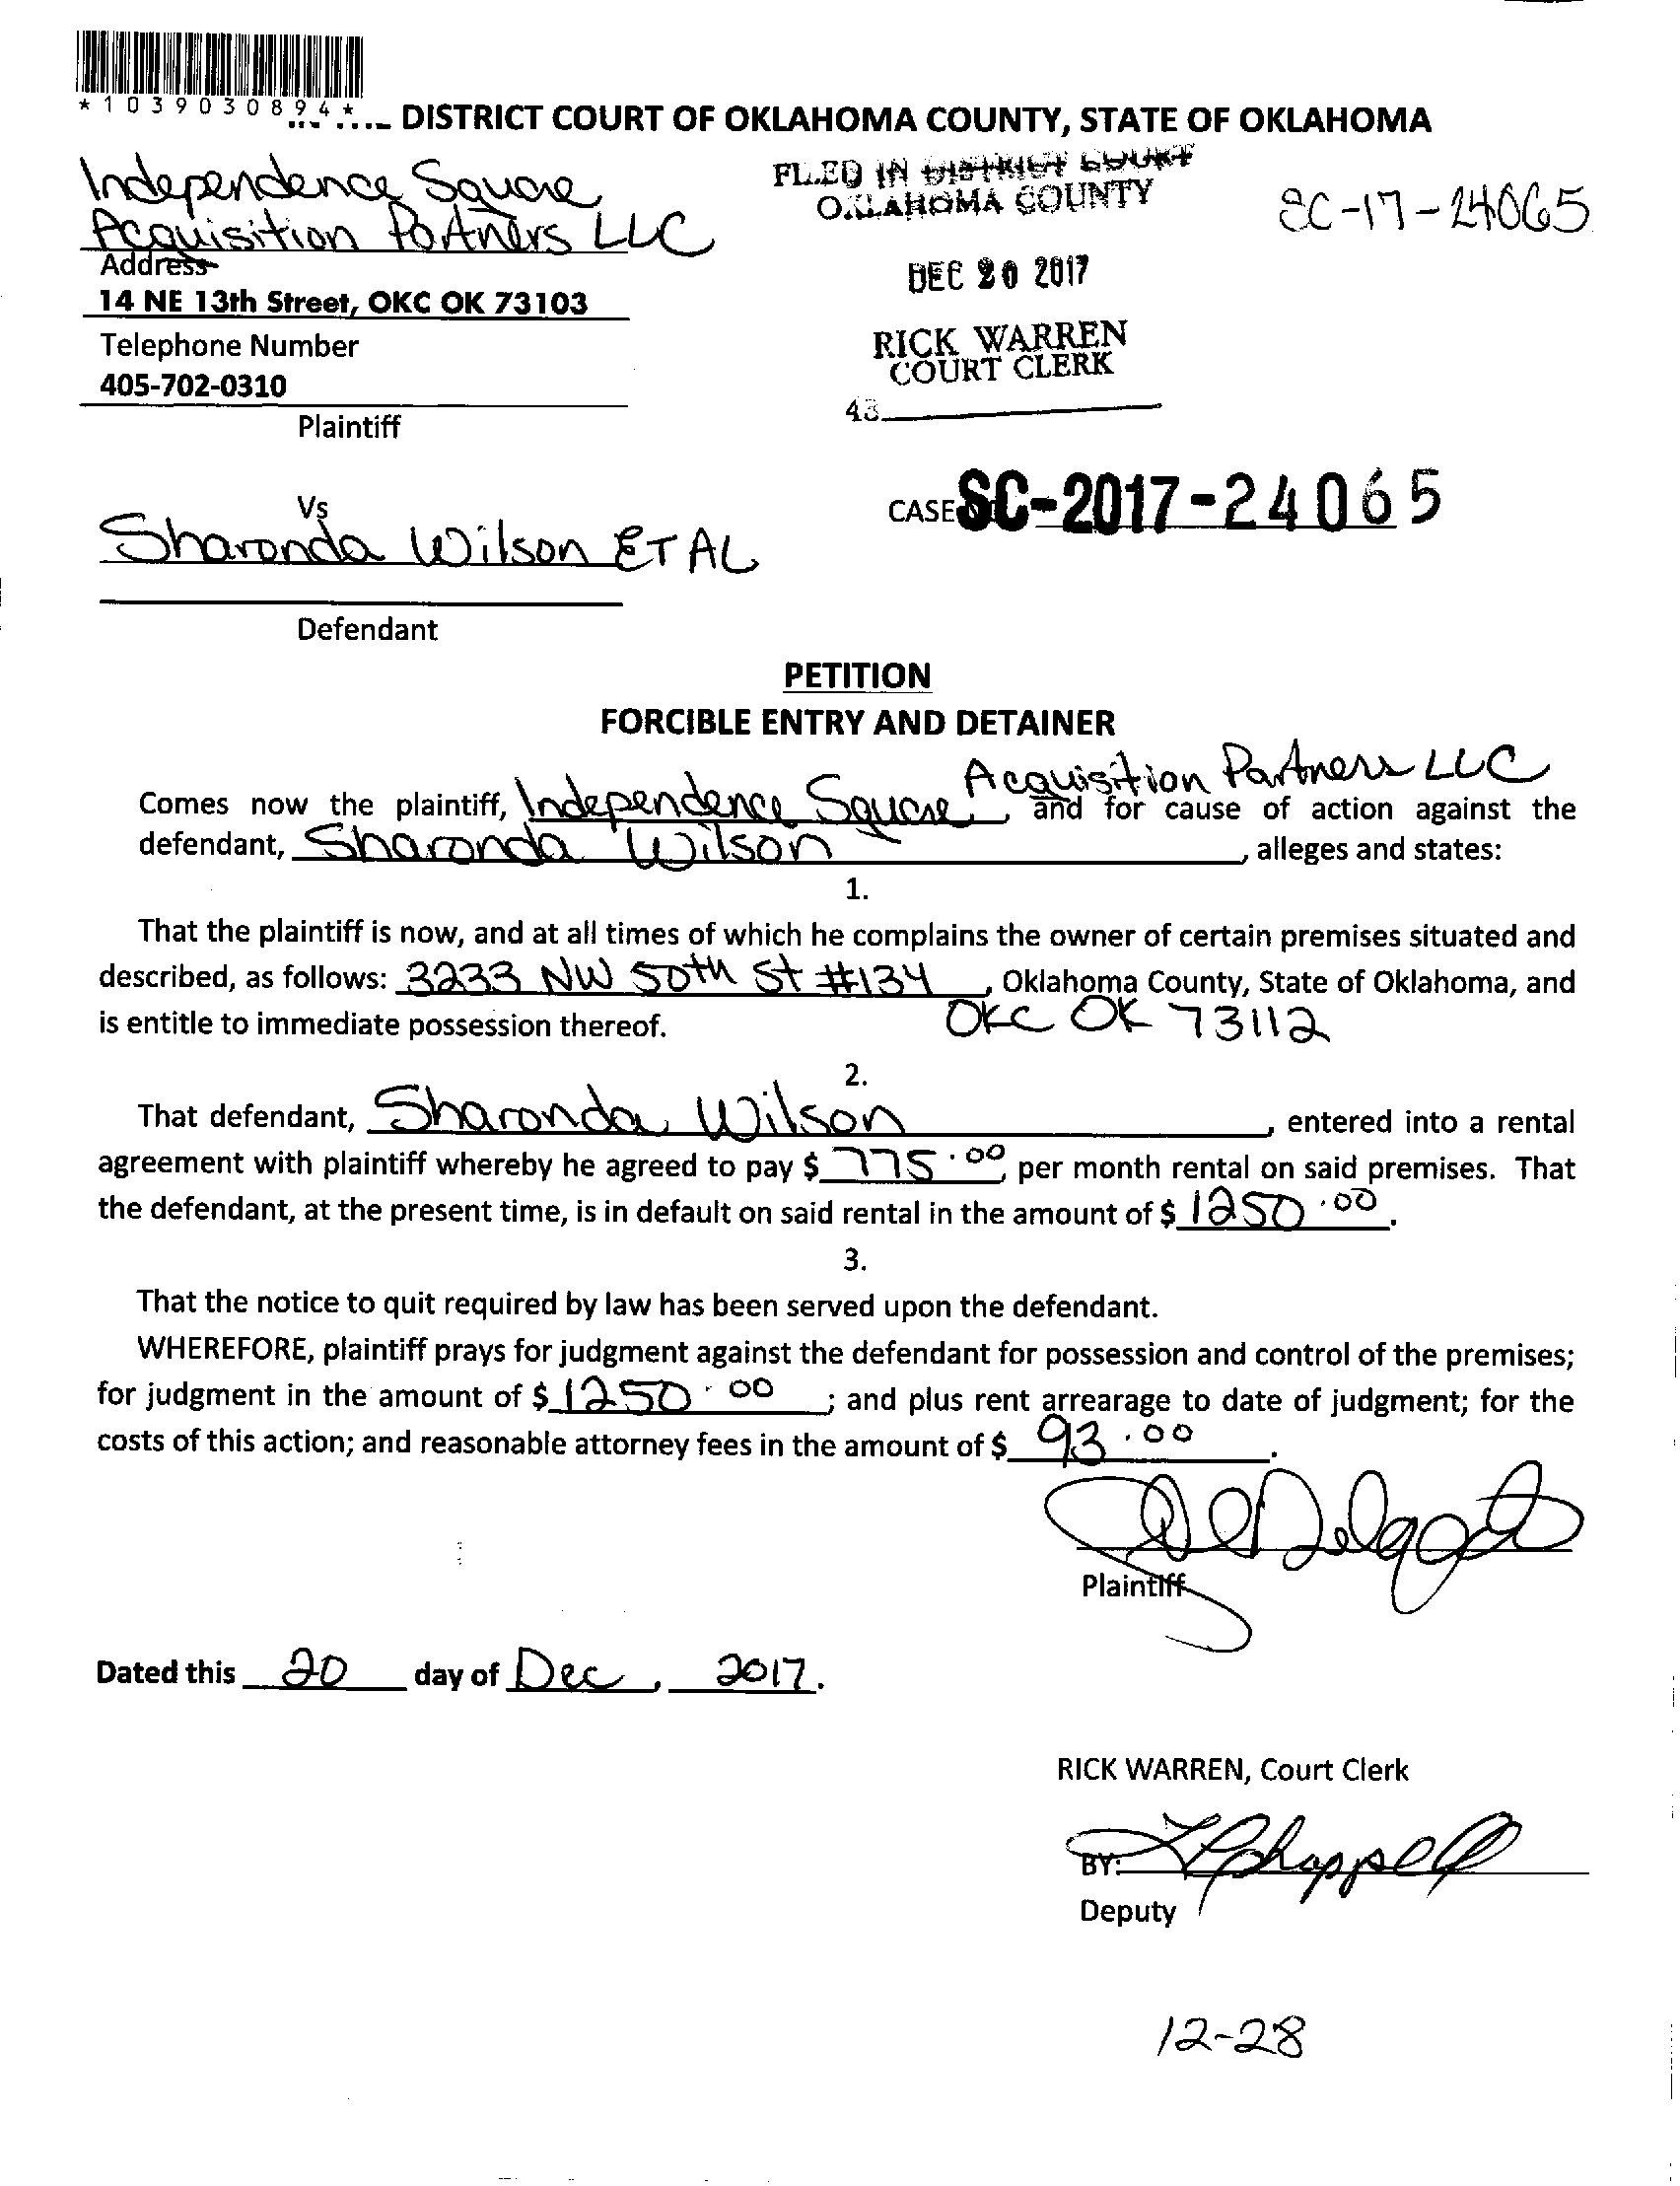 *1039030894*
DISTRICT COURT OF OKLAHOMA COUNTY, STATE OF OKLAHOMA
Independence Square
Acquisition Partners LLC
FILED IN DISTRICT COURT
OKLAHOMA COUNTY
SC-17-24065
Address
14 NE 13th Street, OKC OK 73103
DEC 20 2017
Telephone Number
405-702-0310
RICK WARREN
COURT CLERK
43
Plaintiff
Vs
CASE SC-2017-24065
Sharonda Wilson ET AL
Defendant
PETITION
FORCIBLE ENTRY AND DETAINER
Comes now the plaintiff, Independence Square Acquisition Partners LLC and for cause of action against the
defendant, Sharonda Wilson, alleges and states:
1.
That the plaintiff is now, and at all times of which he complains the owner of certain premises situated and
described, as follows: 3233 NW 50th St #134, Oklahoma County, State of Oklahoma, and
is entitle to immediate possession thereof. OKC OK 73112
2.
That defendant, Sharonda Wilson, entered into a rental
agreement with plaintiff whereby he agreed to pay $ 775.00, per month rental on said premises. That
the defendant, at the present time, is in default on said rental in the amount of $ 1250.00.
3.
That the notice to quit required by law has been served upon the defendant.
WHEREFORE, plaintiff prays for judgment against the defendant for possession and control of the premises;
for judgment in the amount of $ 1250.00; and plus rent arrearage to date of judgment; for the
costs of this action; and reasonable attorney fees in the amount of $ 93.00.
Delgado
Plaintiff
Dated this 20 day of Dec, 2017.
RICK WARREN, Court Clerk
BY: Chappell
Deputy
12-28